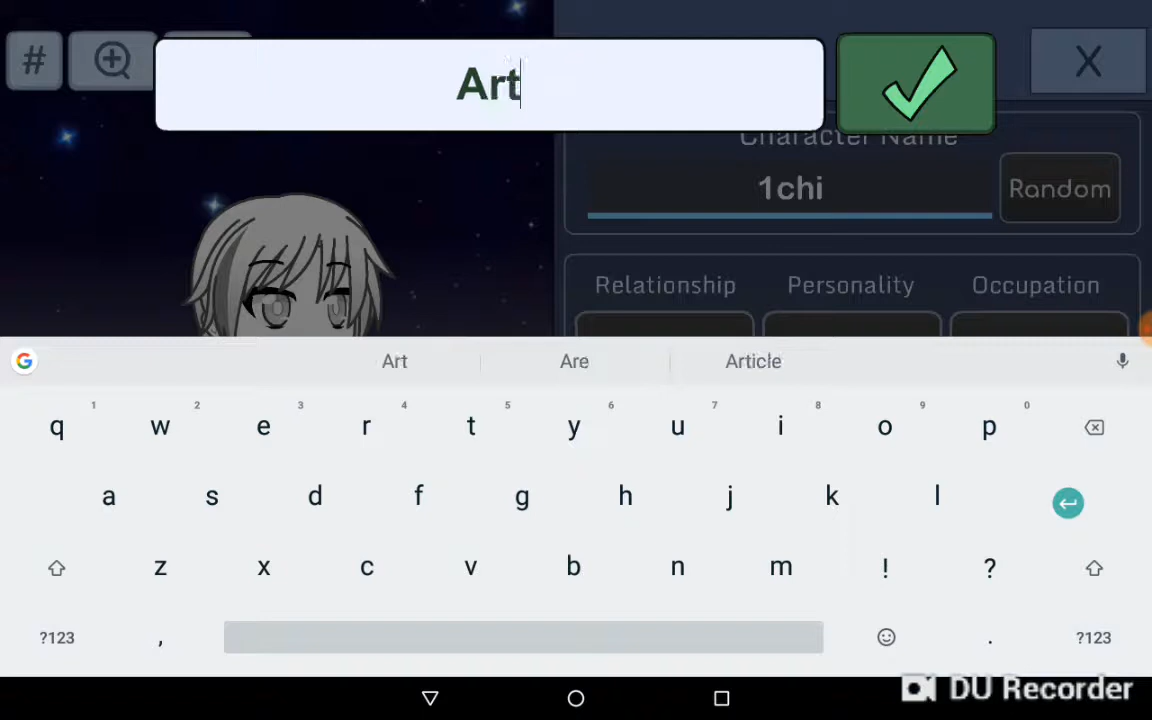 #
Art
X
Character Name
1chi
Random
Relationship Personality Occupation
G
Art Are Article
1 2 3 4 5 6 7 8 9 0
q w e r t y u i o p
a s d f g h j k l
z x c v b n m ! ?
?123 , . ?123
DU Recorder